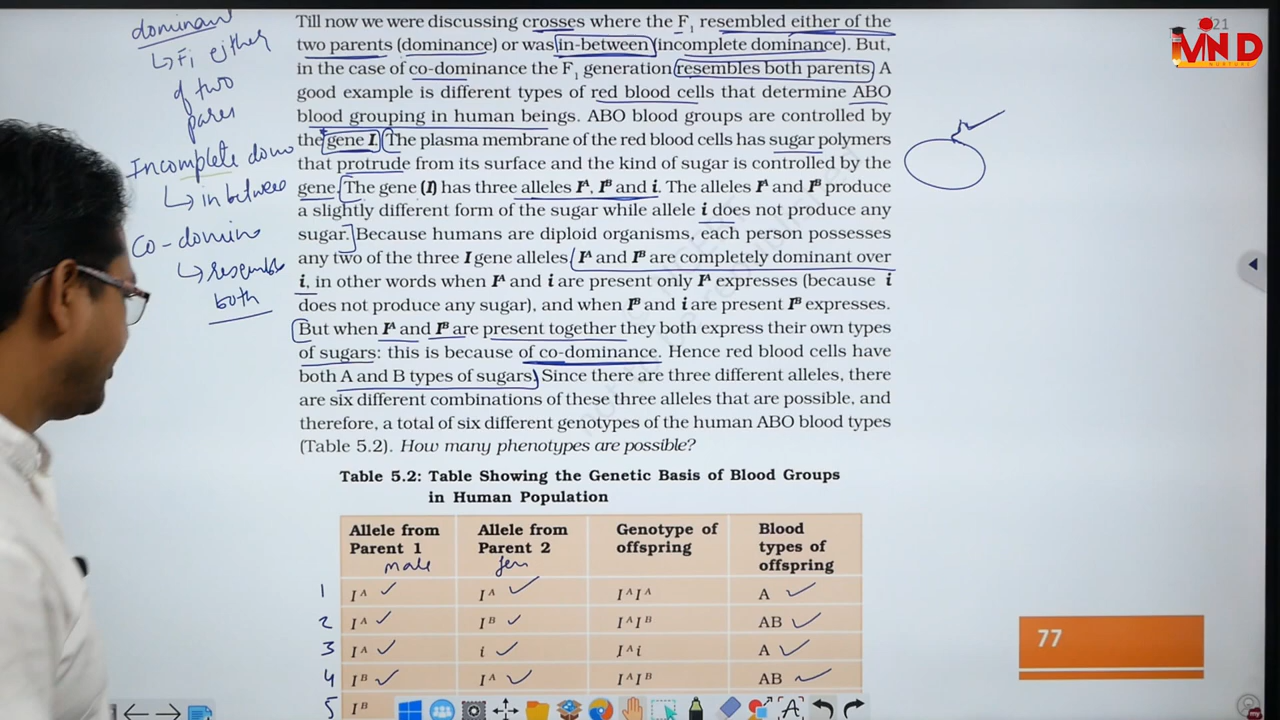 dominant
↳ F1 either
of two
pares
Incomplete domo
↳ in between
Co-domino
↳ resemble
both
Till now we were discussing crosses where the F1 resembled either of the
two parents (dominance) or was in-between (incomplete dominance). But,
in the case of co-dominance the F1 generation resembles both parents. A
good example is different types of red blood cells that determine ABO
blood grouping in human beings. ABO blood groups are controlled by
the gene I. The plasma membrane of the red blood cells has sugar polymers
that protrude from its surface and the kind of sugar is controlled by the
gene. The gene (I) has three alleles Iᴬ, Iᴮ and i. The alleles Iᴬ and Iᴮ produce
a slightly different form of the sugar while allele i does not produce any
sugar. Because humans are diploid organisms, each person possesses
any two of the three I gene alleles. Iᴬ and Iᴮ are completely dominant over
i, in other words when Iᴬ and i are present only Iᴬ expresses (because i
does not produce any sugar), and when Iᴮ and i are present Iᴮ expresses.
But when Iᴬ and Iᴮ are present together they both express their own types
of sugars: this is because of co-dominance. Hence red blood cells have
both A and B types of sugars. Since there are three different alleles, there
are six different combinations of these three alleles that are possible, and
therefore, a total of six different genotypes of the human ABO blood types
(Table 5.2). How many phenotypes are possible?
Table 5.2: Table Showing the Genetic Basis of Blood Groups
in Human Population
Allele from Parent 1 male Allele from Parent 2 fem Genotype of offspring Blood types of offspring
1 Iᴬ ✓ Iᴬ ✓ IᴬIᴬ A ✓
2 Iᴬ ✓ Iᴮ ✓ IᴬIᴮ AB ✓
3 Iᴬ ✓ i ✓ Iᴬi A ✓
4 Iᴮ ✓ Iᴬ ✓ IᴬIᴮ AB ✓
5 Iᴮ
77
MIND
NURTURE